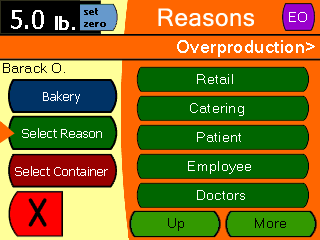 5.0 lb. set zero Reasons EO
Overproduction>
Barack O.
Bakery
Select Reason
Select Container
X
Retail
Catering
Patient
Employee
Doctors
Up More